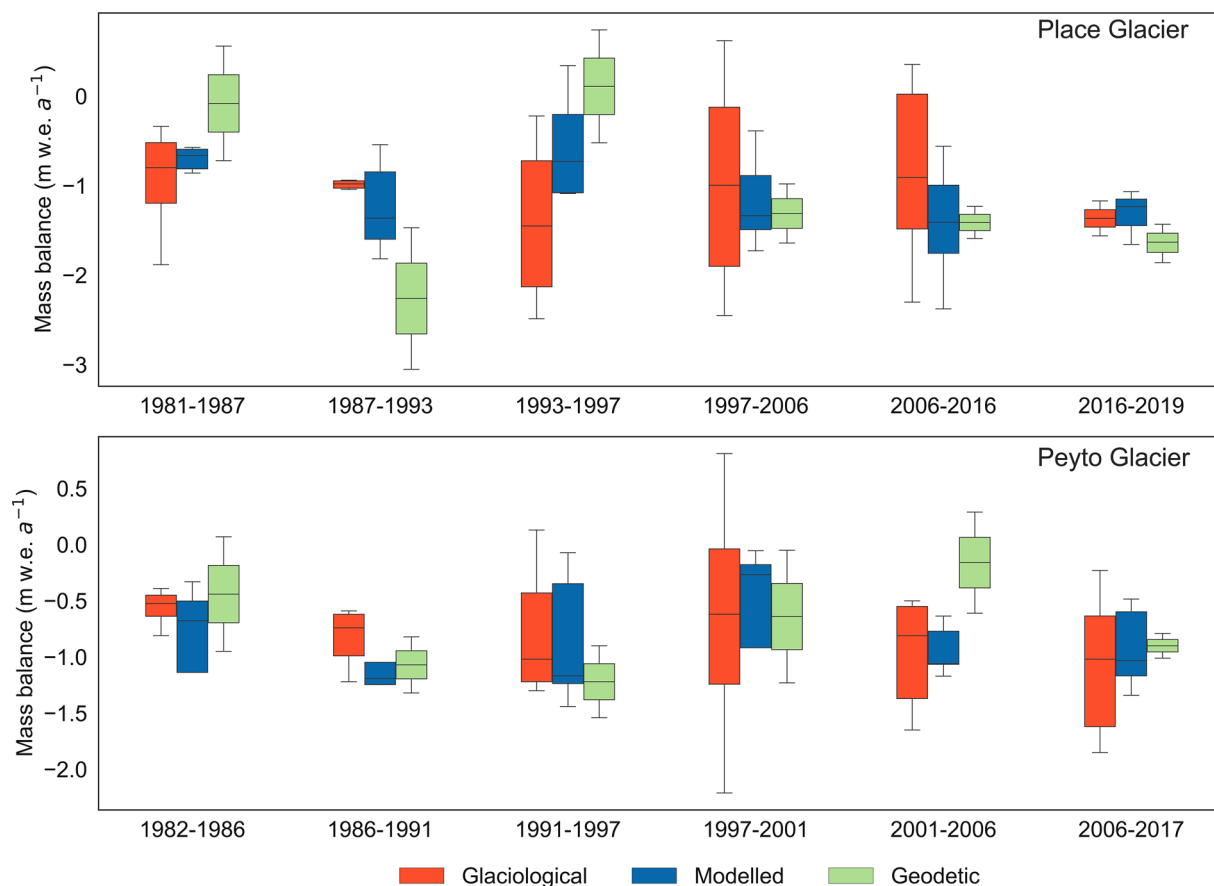 Place Glacier
Mass balance (m w.e. a⁻¹)
0
−1
−2
−3
1981-1987 1987-1993 1993-1997 1997-2006 2006-2016 2016-2019
Peyto Glacier
Mass balance (m w.e. a⁻¹)
0.5
0.0
−0.5
−1.0
−1.5
−2.0
1982-1986 1986-1991 1991-1997 1997-2001 2001-2006 2006-2017
Glaciological Modelled Geodetic